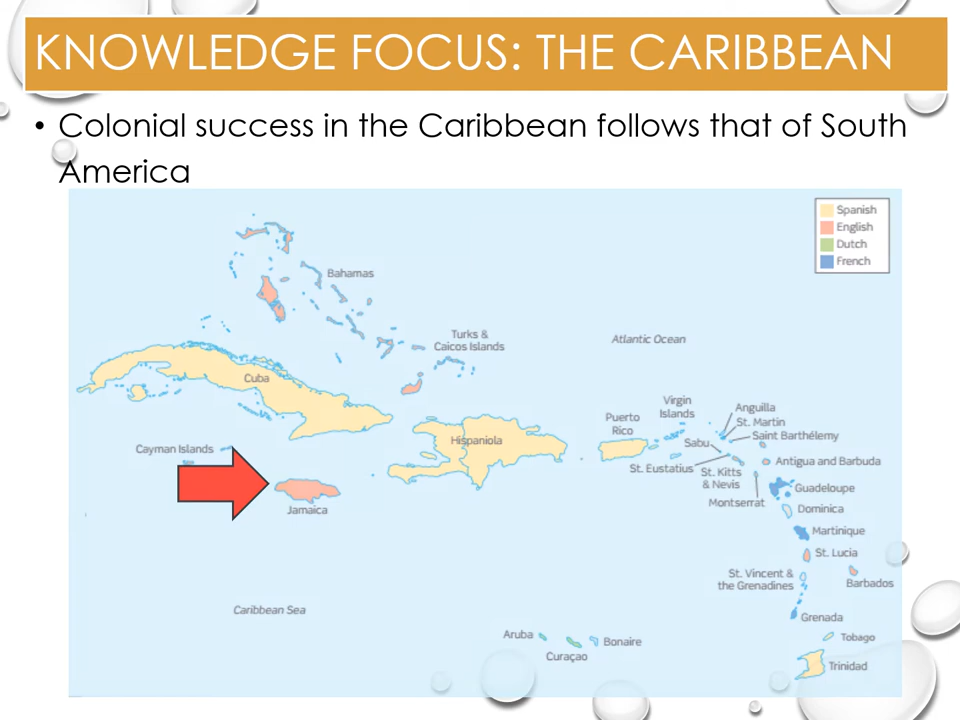 KNOWLEDGE FOCUS: THE CARIBBEAN
• Colonial success in the Caribbean follows that of South
America
Spanish
English
Dutch
French
Bahamas
Turks &
Caicos Islands
Atlantic Ocean
Cuba
Virgin
Islands
Anguilla
St. Martin
Saint Barthélemy
Puerto
Rico
Hispaniola
Sabu
Cayman Islands
St. Eustatius
St. Kitts
& Nevis
Antigua and Barbuda
Montserrat
Guadeloupe
Jamaica
Dominica
Martinique
St. Lucia
St. Vincent &
the Grenadines
Barbados
Caribbean Sea
Grenada
Aruba
Curaçao
Bonaire
Tobago
Trinidad